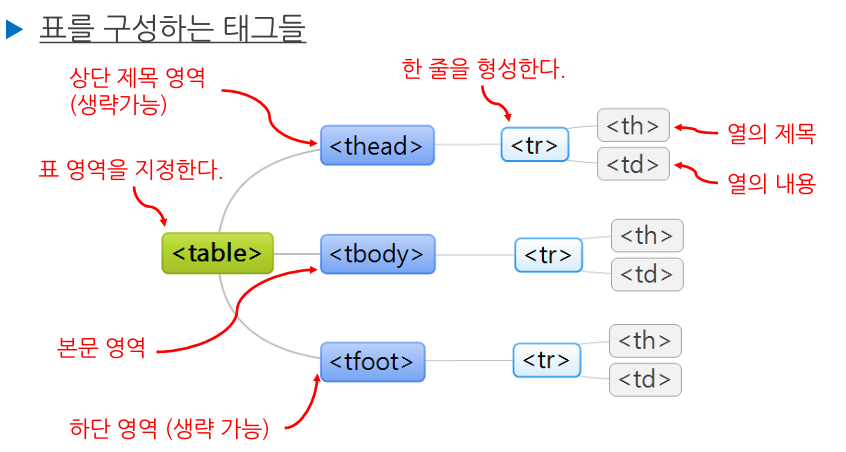 표를 구성하는 태그들
상단 제목 영역
(생략가능)
한 줄을 형성한다.
<thead>
<tr>
<th>
<td>
열의 제목
열의 내용
표 영역을 지정한다.
<table>
<tbody>
<tr>
<th>
<td>
본문 영역
<tfoot>
<tr>
<th>
<td>
하단 영역 (생략 가능)